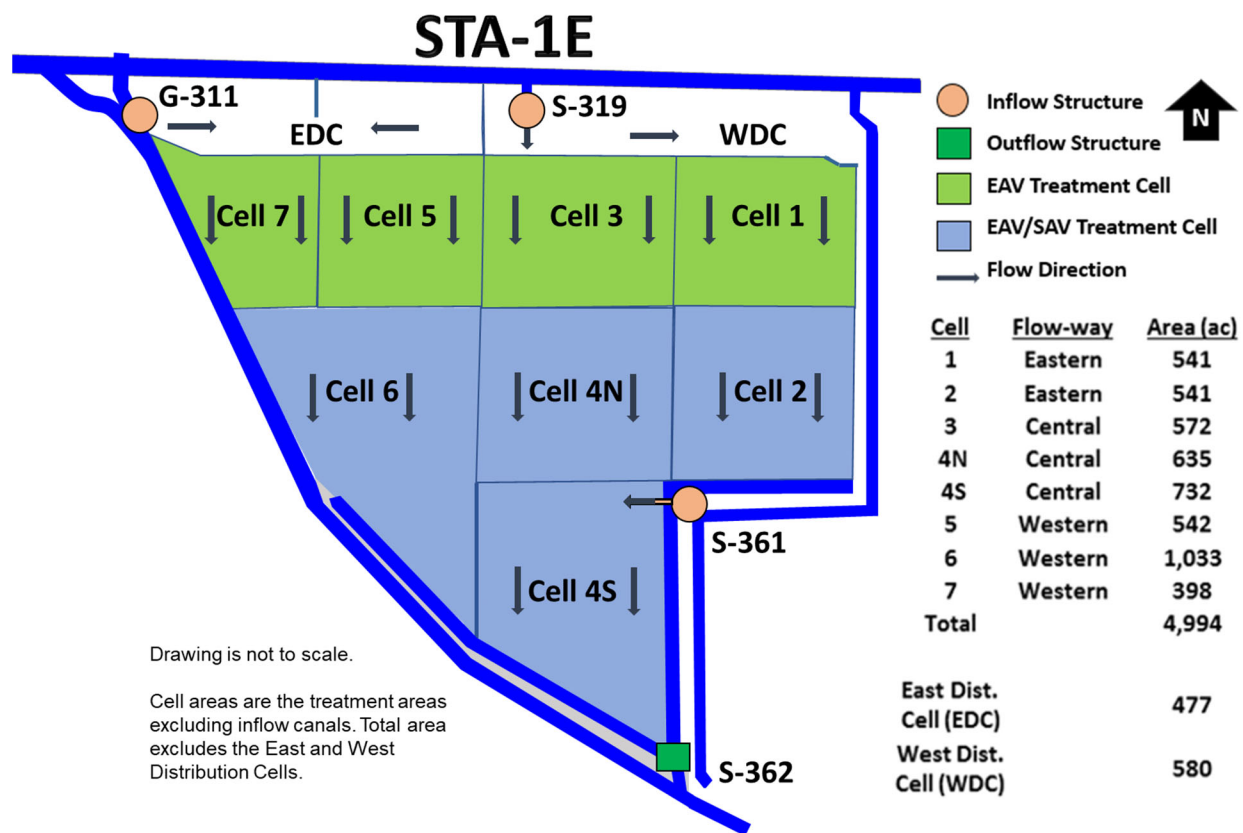 STA-1E
G-311
S-319
EDC
WDC
Cell 7
Cell 5
Cell 3
Cell 1
Cell 6
Cell 4N
Cell 2
S-361
Cell 4S
S-362
Drawing is not to scale.
Cell areas are the treatment areas
excluding inflow canals. Total area
excludes the East and West
Distribution Cells.
Inflow Structure
N
Outflow Structure
EAV Treatment Cell
EAV/SAV Treatment Cell
Flow Direction
Cell Flow-way Area (ac)
1 Eastern 541
2 Eastern 541
3 Central 572
4N Central 635
4S Central 732
5 Western 542
6 Western 1,033
7 Western 398
Total 4,994
East Dist.
Cell (EDC) 477
West Dist.
Cell (WDC) 580